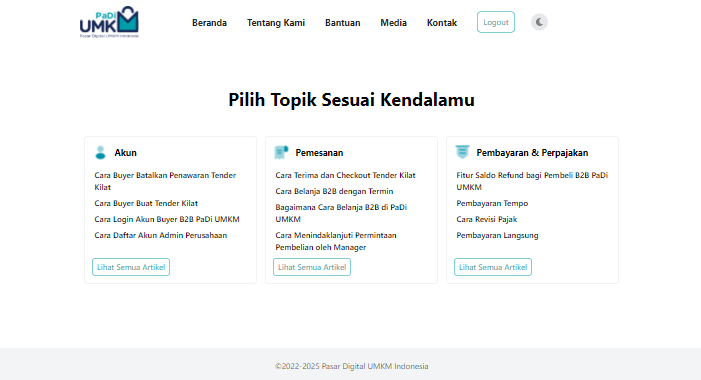 PaDi
UMKM
Pasar Digital UMKM Indonesia
Beranda
Tentang Kami
Bantuan
Media
Kontak
Logout
Pilih Topik Sesuai Kendalamu
Akun
Cara Buyer Batalkan Penawaran Tender
Kilat
Cara Buyer Buat Tender Kilat
Cara Login Akun Buyer B2B PaDi UMKM
Cara Daftar Akun Admin Perusahaan
Lihat Semua Artikel
Pemesanan
Cara Terima dan Checkout Tender Kilat
Cara Belanja B2B dengan Termin
Bagaimana Cara Belanja B2B di PaDi
UMKM
Cara Menindaklanjuti Permintaan
Pembelian oleh Manager
Lihat Semua Artikel
Pembayaran & Perpajakan
Fitur Saldo Refund bagi Pembeli B2B PaDi
UMKM
Pembayaran Tempo
Cara Revisi Pajak
Pembayaran Langsung
Lihat Semua Artikel
©2022-2025 Pasar Digital UMKM Indonesia